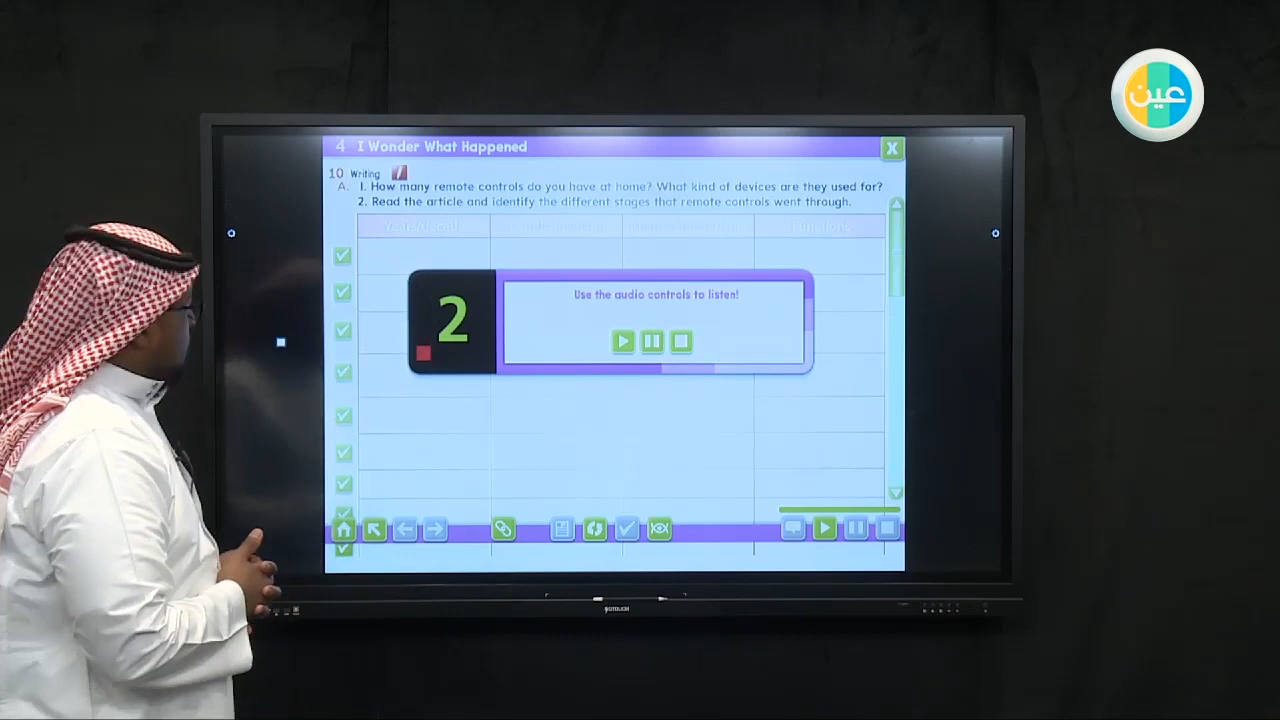 عين
4 I Wonder What Happened
X
10 Writing
A. 1. How many remote controls do you have at home? What kind of devices are they used for?
2. Read the article and identify the different stages that remote controls went through.
2
Use the audio controls to listen!